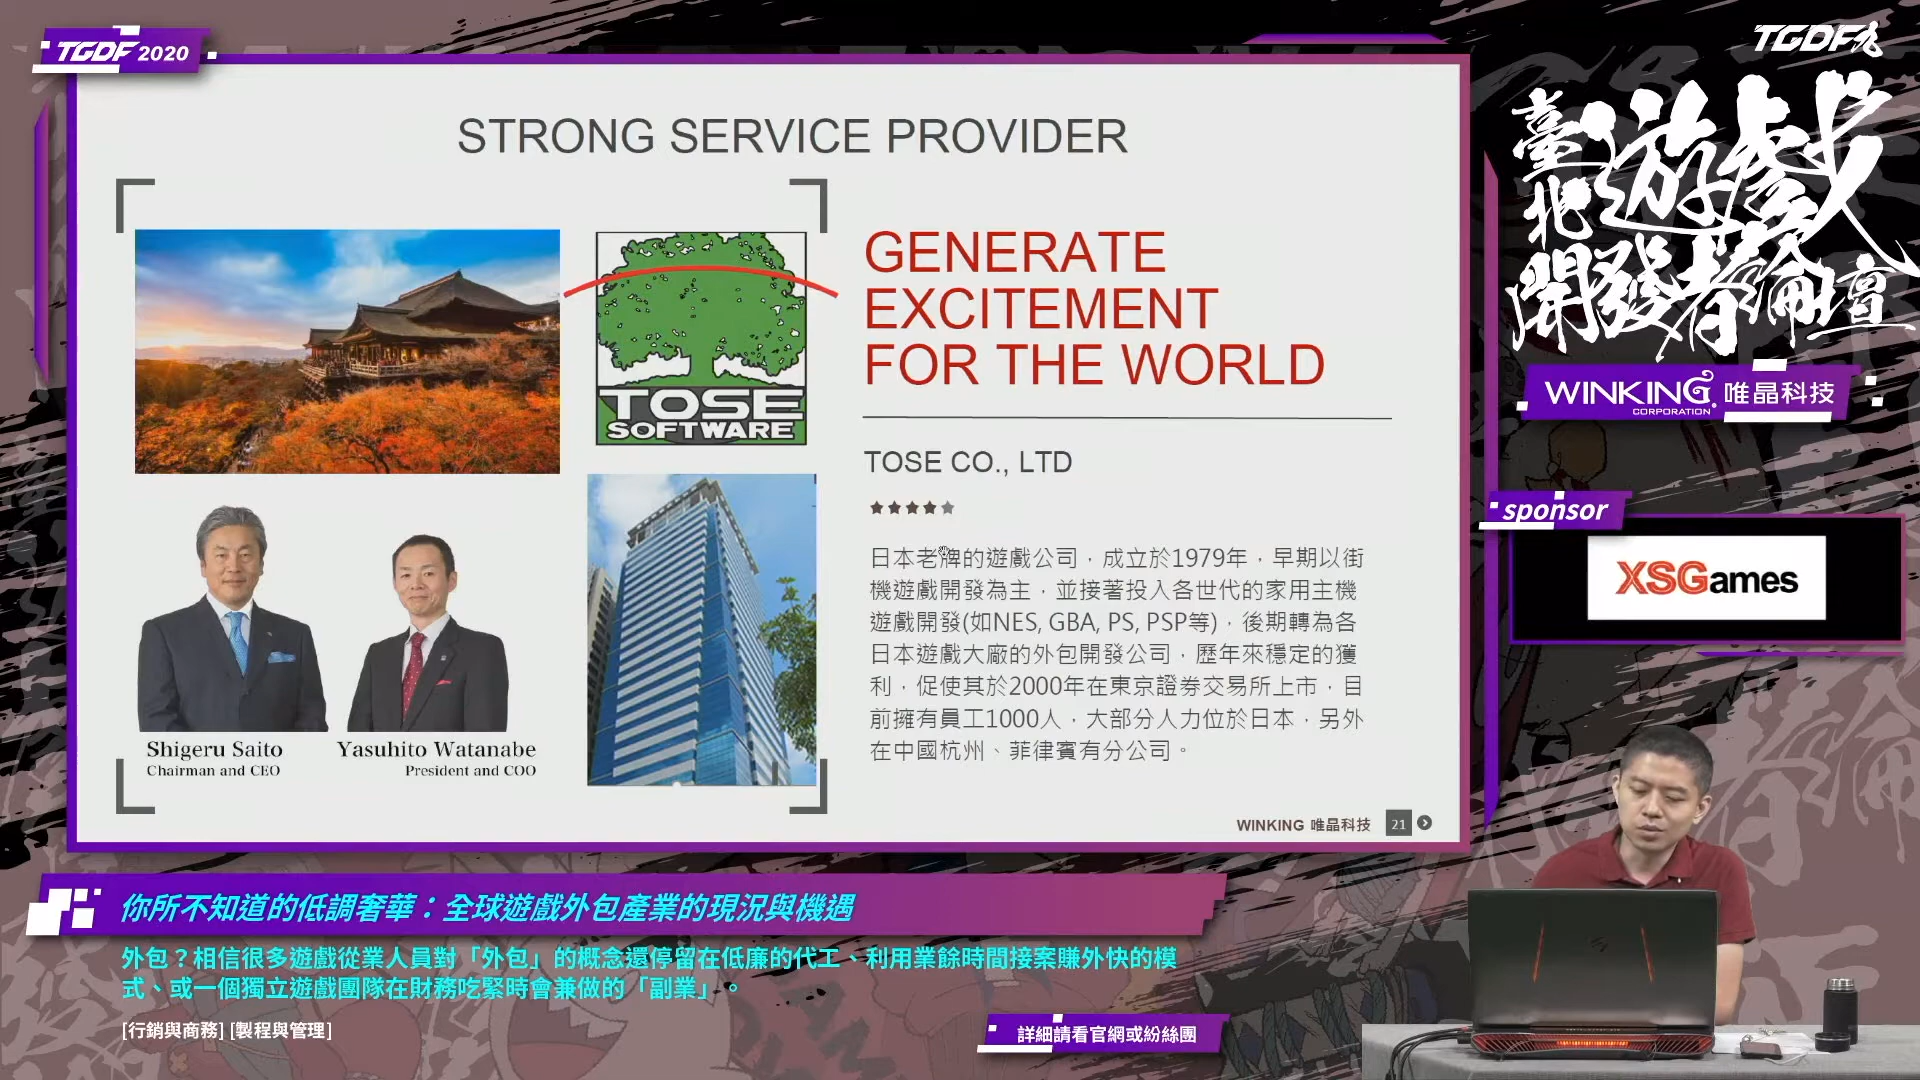 TGDF 2020
TGDF九
臺北遊戲開發者論壇
WINKING CORPORATION 唯晶科技
sponsor
XSGames
STRONG SERVICE PROVIDER
TOSE
SOFTWARE
Shigeru Saito
Chairman and CEO
Yasuhito Watanabe
President and COO
GENERATE
EXCITEMENT
FOR THE WORLD
TOSE CO., LTD
★★★★★
日本老牌的遊戲公司，成立於1979年，早期以街
機遊戲開發為主，並接著投入各世代的家用主機
遊戲開發(如NES, GBA, PS, PSP等)，後期轉為各
日本遊戲大廠的外包開發公司，歷年來穩定的獲
利，促使其於2000年在東京證券交易所上市，目
前擁有員工1000人，大部分人力位於日本，另外
在中國杭州、菲律賓有分公司。
WINKING 唯晶科技 21
你所不知道的低調奢華：全球遊戲外包產業的現況與機遇
外包？相信很多遊戲從業人員對「外包」的概念還停留在低廉的代工、利用業餘時間接案賺外快的模
式、或一個獨立遊戲團隊在財務吃緊時會兼做的「副業」。
[行銷與商務] [製程與管理]
詳細請看官網或紛絲團